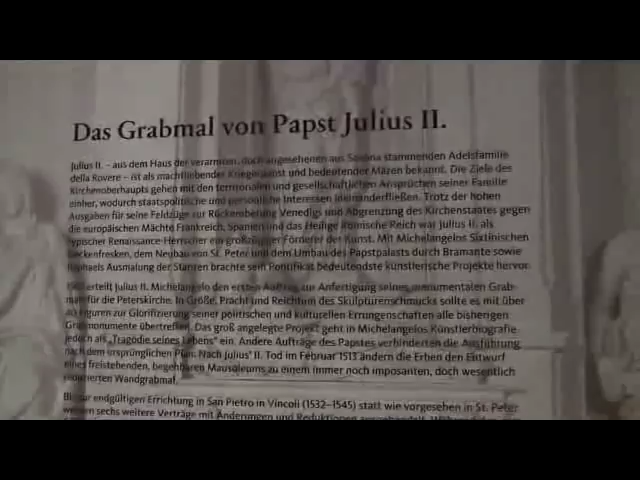 Das Grabmal von Papst Julius II.
Julius II. – aus dem Haus der verarmten, doch angesehenen aus Savona stammenden Adelsfamilie
della Rovere – ist als machtliebender Kriegerpapst und bedeutender Mäzen bekannt. Die Ziele des
Kirchenoberhaupts gehen mit den territorialen und gesellschaftlichen Ansprüchen seiner Familie
einher, wodurch staatspolitische und persönliche Interessen ineinanderfließen. Trotz der hohen
Ausgaben für seine Feldzüge zur Rückeroberung Venedigs und Abgrenzung des Kirchenstaates gegen
die europäischen Mächte Frankreich, Spanien und das Heilige Römische Reich war Julius II. als
typischer Renaissance-Herrscher ein großzügiger Förderer der Kunst. Mit Michelangelos Sixtinischen
Deckenfresken, dem Neubau von St. Peter und dem Umbau des Papstpalasts durch Bramante sowie
Raphaels Ausmalung der Stanzen brachte sein Pontifikat bedeutendste künstlerische Projekte hervor.
erteilt Julius II. Michelangelo den ersten Auftrag zur Anfertigung seines monumentalen Grab-
mals für die Peterskirche. In Größe, Pracht und Reichtum des Skulpturenschmucks sollte es mit über
40 Figuren zur Glorifizierung seiner politischen und kulturellen Errungenschaften alle bisherigen
Grabmonumente übertreffen. Das groß angelegte Projekt geht in Michelangelos Künstlerbiografie
jedoch als „Tragödie seines Lebens" ein. Andere Aufträge des Papstes verhinderten die Ausführung
nach dem ursprünglichen Plan. Nach Julius' II. Tod im Februar 1513 ändern die Erben den Entwurf
eines freistehenden, begehbaren Mausoleums zu einem immer noch imposanten, doch wesentlich
reduzierten Wandgrabmal.
Bis zur endgültigen Errichtung in San Pietro in Vincoli (1532–1545) statt wie vorgesehen in St. Peter
werden sechs weitere Verträge mit Änderungen und Reduktionen